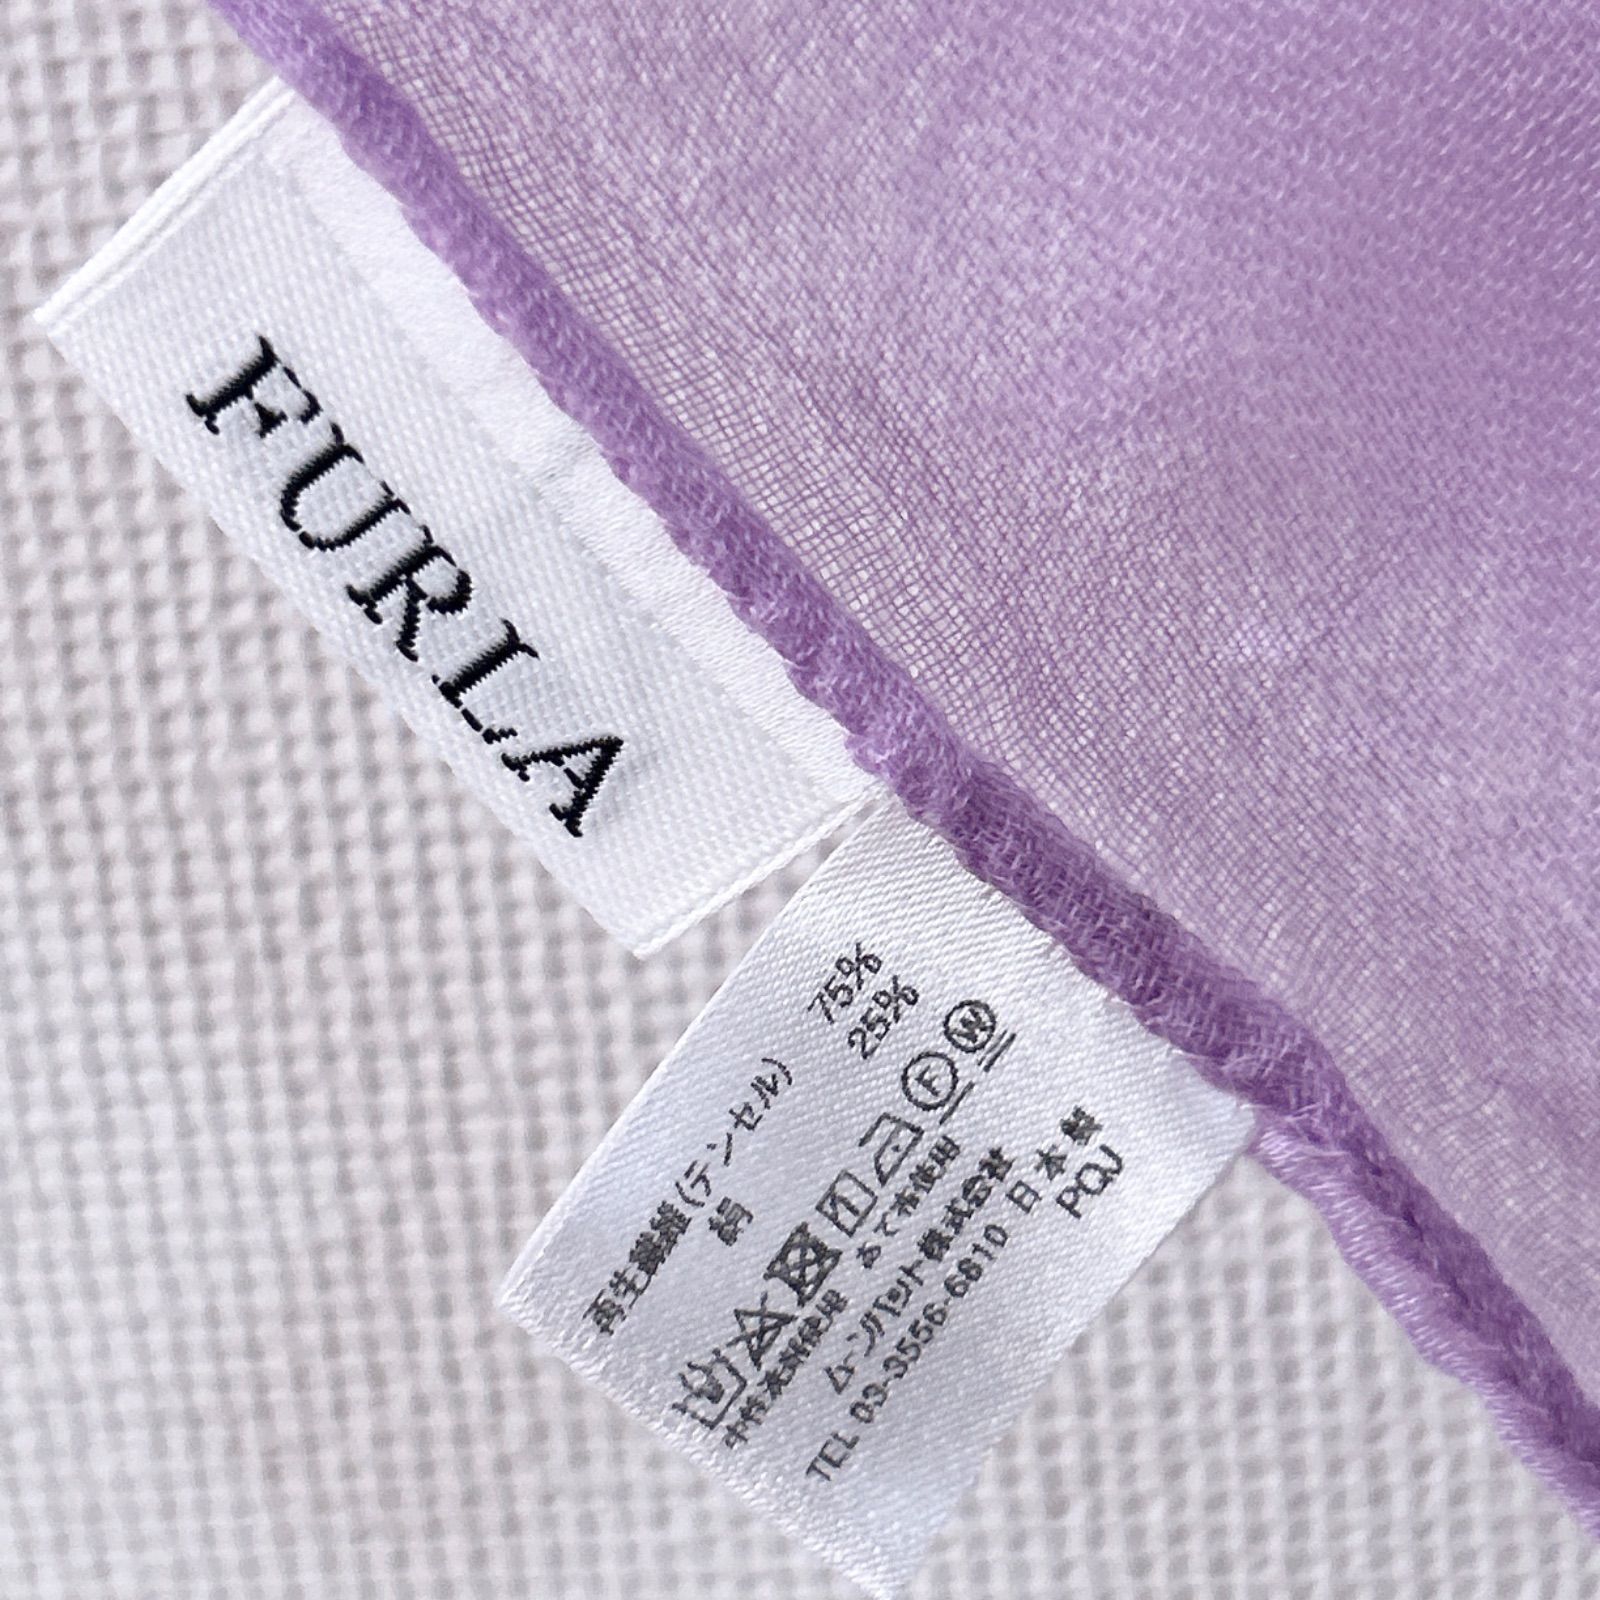 FURLA
再生繊維(テンセル) 75%
絹 25%
中性洗剤使用 あて布使用
ムーンバット株式会社
TEL 03-3556-6810 日本製
PQJ